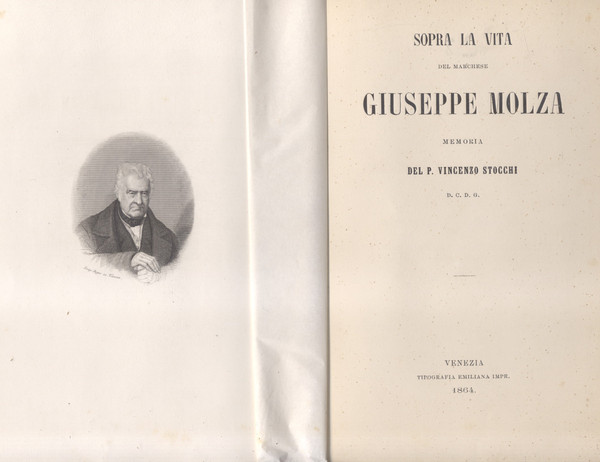 SOPRA LA VITA
DEL MARCHESE
GIUSEPPE MOLZA
MEMORIA
DEL P. VINCENZO STOCCHI
D. C. D. G.
VENEZIA
TIPOGRAFIA EMILIANA IMPR.
1864.